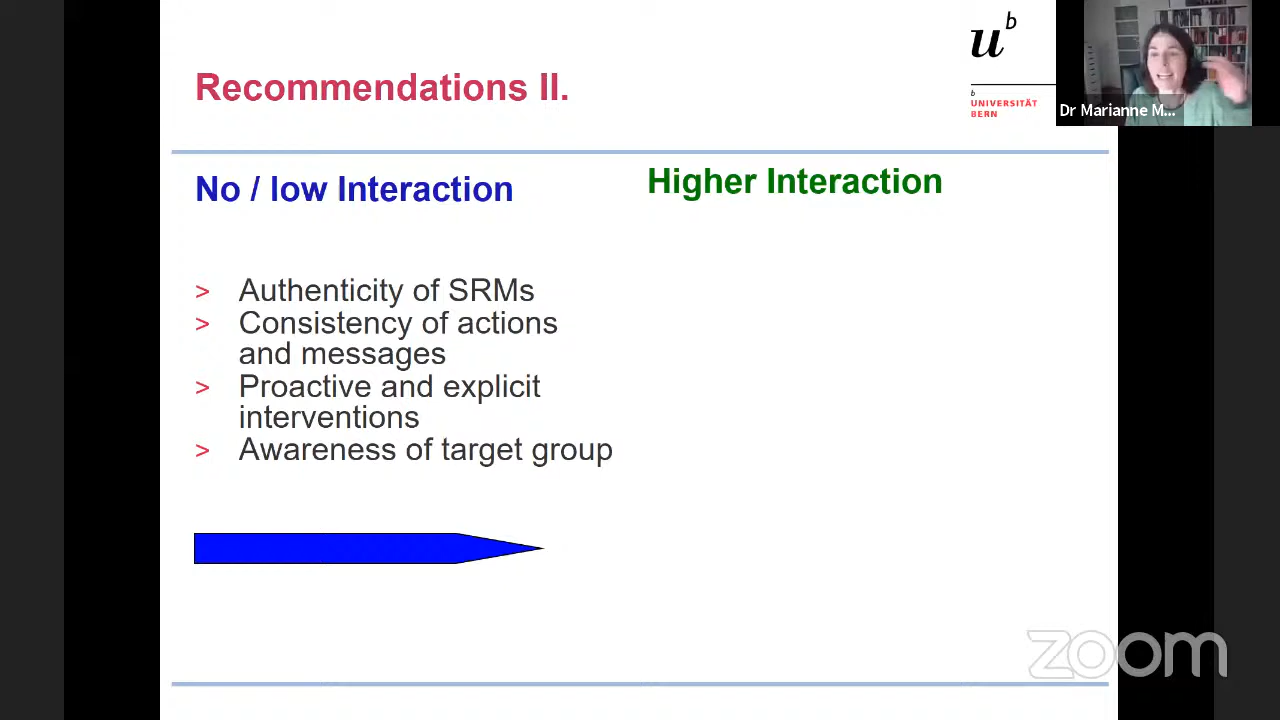 Recommendations II.
u^b
b
UNIVERSITÄT
BERN
Dr Marianne M...
No / low Interaction
Higher Interaction
> Authenticity of SRMs
> Consistency of actions
and messages
> Proactive and explicit
interventions
> Awareness of target group
zoom